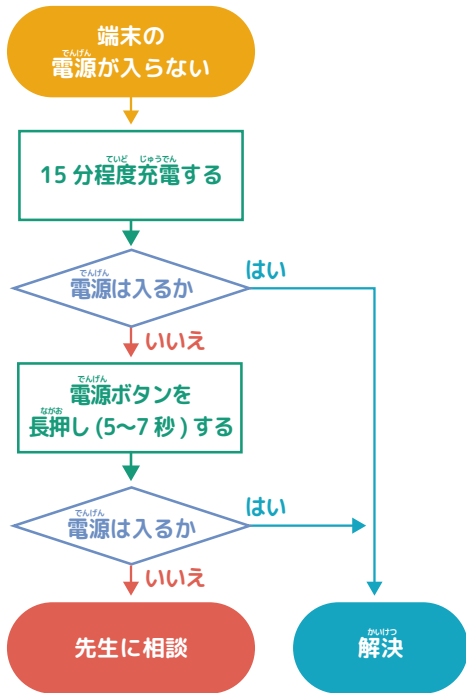 端末の
でんげん
電源が入らない
ていど じゅうでん
15 分程度充電する
でんげん
電源は入るか
はい
いいえ
でんげん
電源ボタンを
ながお
長押し (5〜7 秒 ) する
でんげん
電源は入るか
はい
いいえ
先生に相談
かいけつ
解決